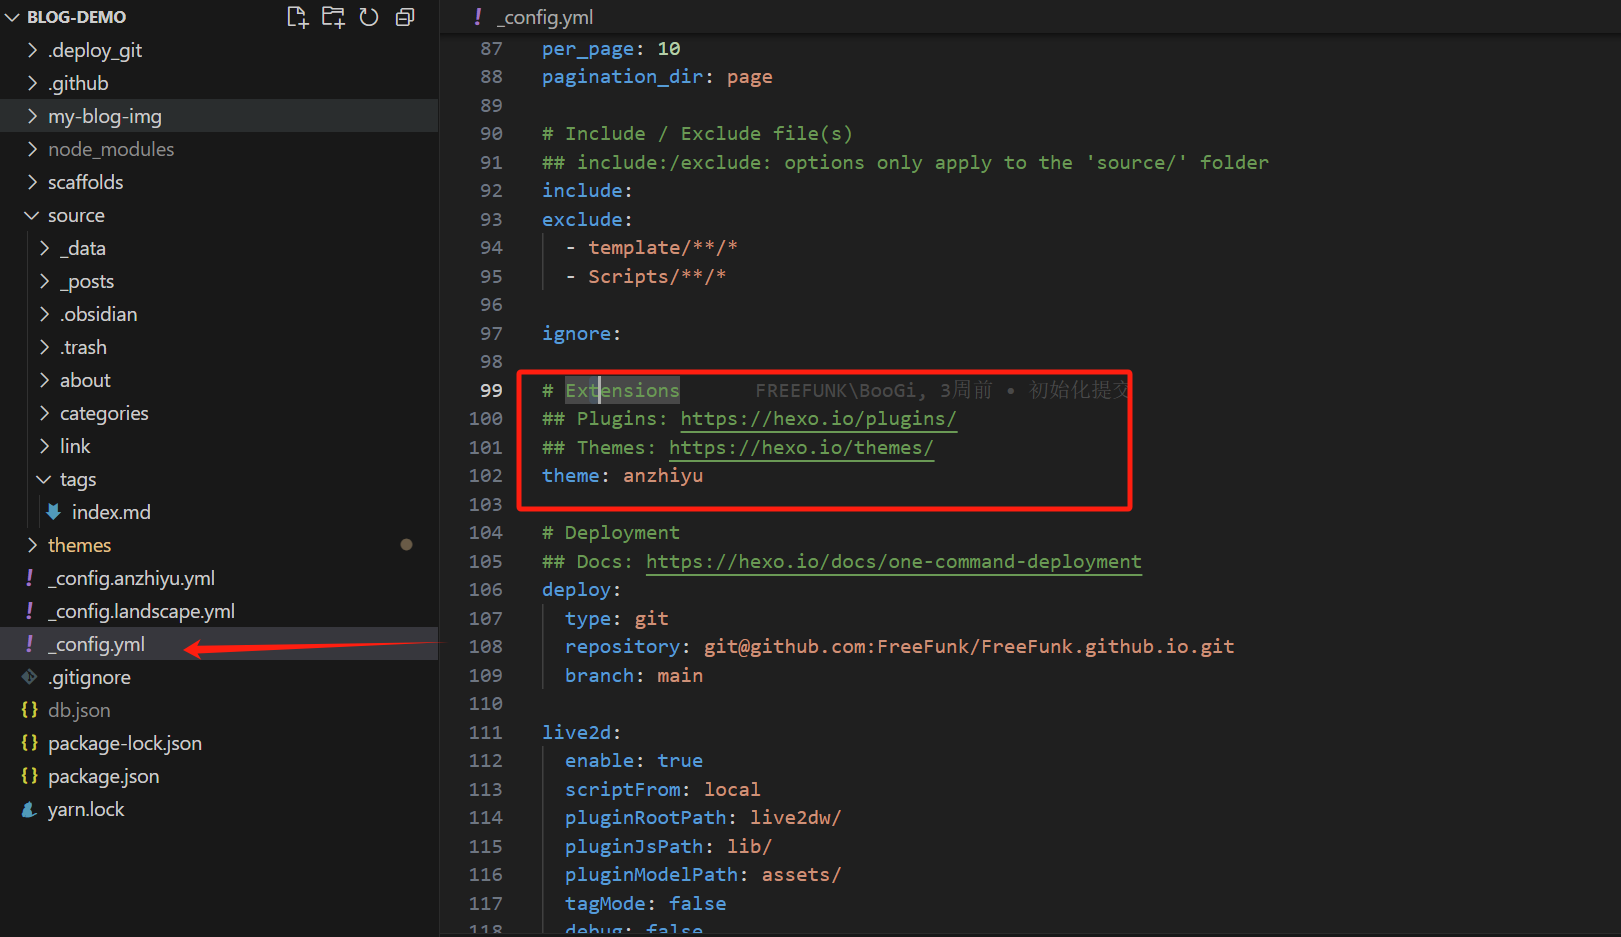 BLOG-DEMO
.deploy_git
.github
my-blog-img
node_modules
scaffolds
source
_data
_posts
.obsidian
.trash
about
categories
link
tags
index.md
themes
! _config.anzhiyu.yml
! _config.landscape.yml
! _config.yml
.gitignore
{} db.json
{} package-lock.json
{} package.json
yarn.lock
! _config.yml
87 per_page: 10
88 pagination_dir: page
89
90 # Include / Exclude file(s)
91 ## include:/exclude: options only apply to the 'source/' folder
92 include:
93 exclude:
94 - template/**/*
95 - Scripts/**/*
96
97 ignore:
98
99 # Extensions FREEFUNK\BooGi, 3周前 • 初始化提交
100 ## Plugins: https://hexo.io/plugins/
101 ## Themes: https://hexo.io/themes/
102 theme: anzhiyu
103
104 # Deployment
105 ## Docs: https://hexo.io/docs/one-command-deployment
106 deploy:
107 type: git
108 repository: git@github.com:FreeFunk/FreeFunk.github.io.git
109 branch: main
110
111 live2d:
112 enable: true
113 scriptFrom: local
114 pluginRootPath: live2dw/
115 pluginJsPath: lib/
116 pluginModelPath: assets/
117 tagMode: false
118 debug: false